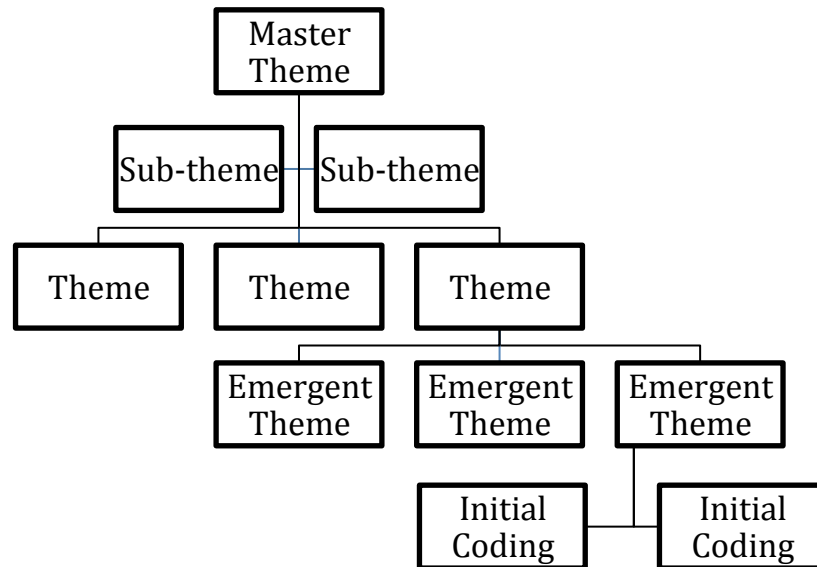 Master
Theme
Sub-theme
Sub-theme
Theme
Theme
Theme
Emergent
Theme
Emergent
Theme
Emergent
Theme
Initial
Coding
Initial
Coding